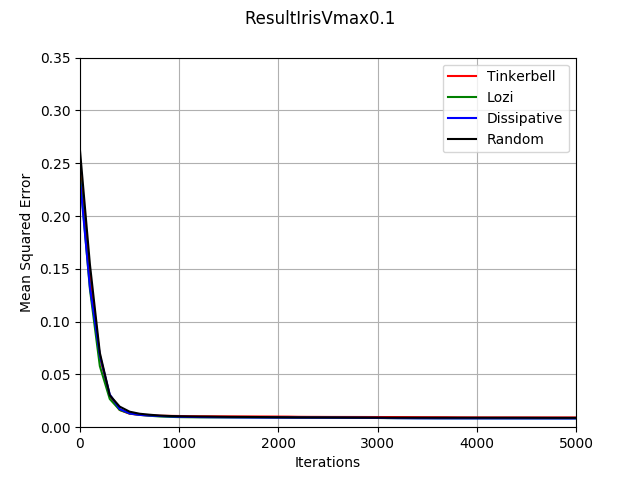 ResultIrisVmax0.1
0.35
0.30
0.25
0.20
0.15
0.10
0.05
0.00
Mean Squared Error
Tinkerbell
Lozi
Dissipative
Random
0 1000 2000 3000 4000 5000
Iterations